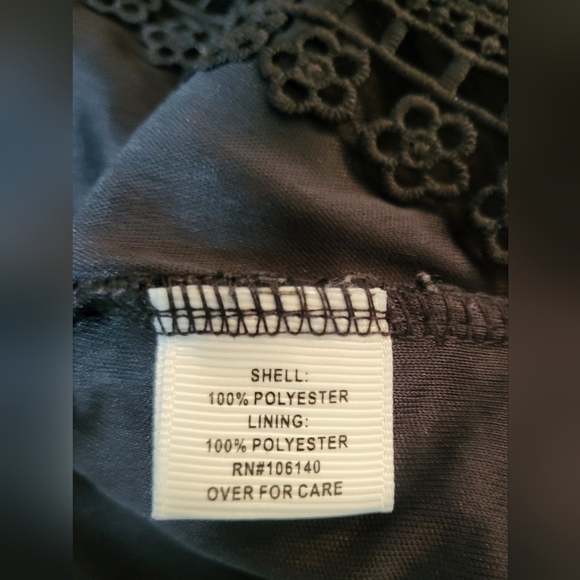 SHELL:
100% POLYESTER
LINING:
100% POLYESTER
RN#106140
OVER FOR CARE